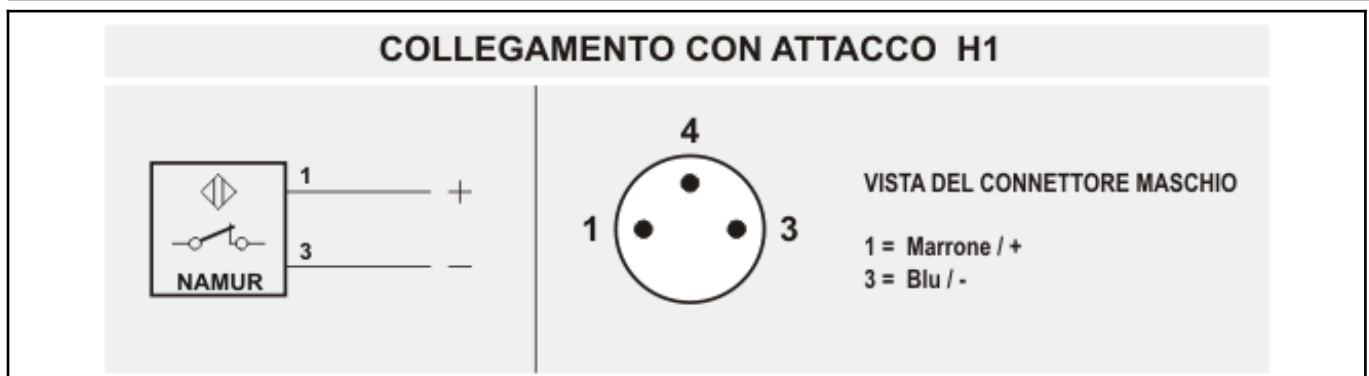 COLLEGAMENTO CON ATTACCO H1
1
+
3
−
NAMUR
4
1
3
VISTA DEL CONNETTORE MASCHIO
1 = Marrone / +
3 = Blu / -